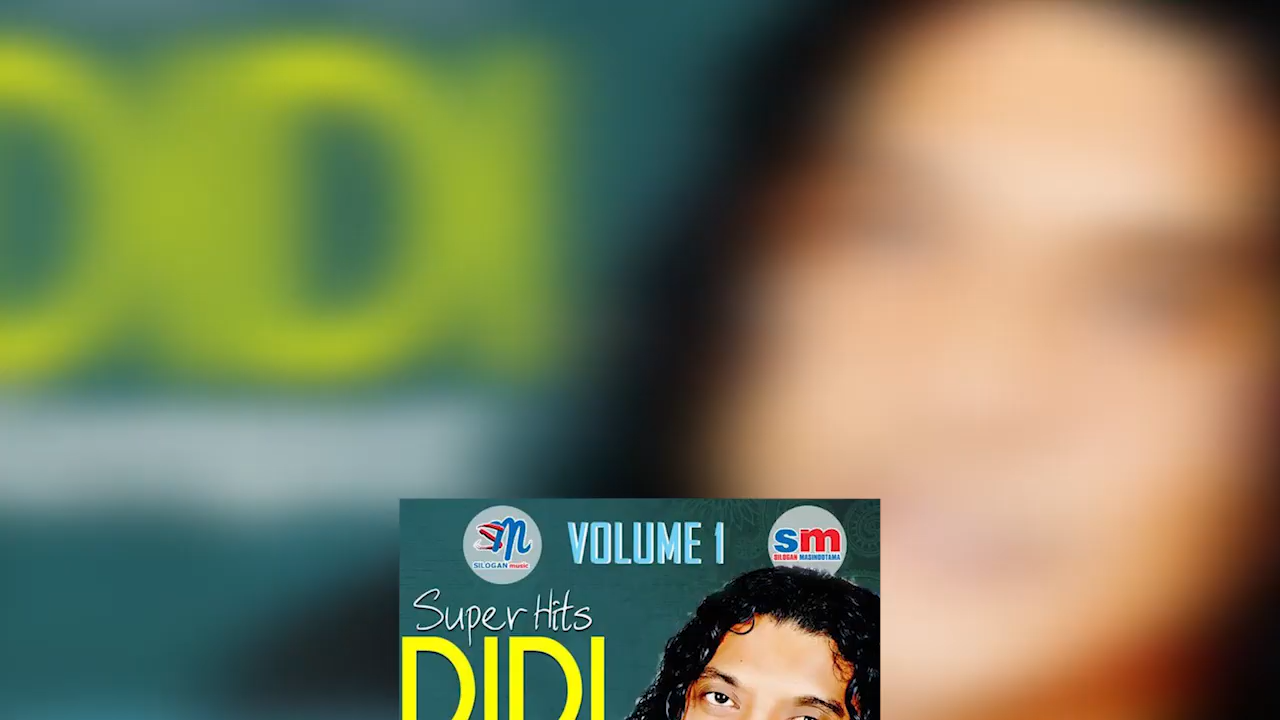 VOLUME 1
SILOGAN music
sm
SILOGAN MASINDOTAMA
Super Hits
DIDI